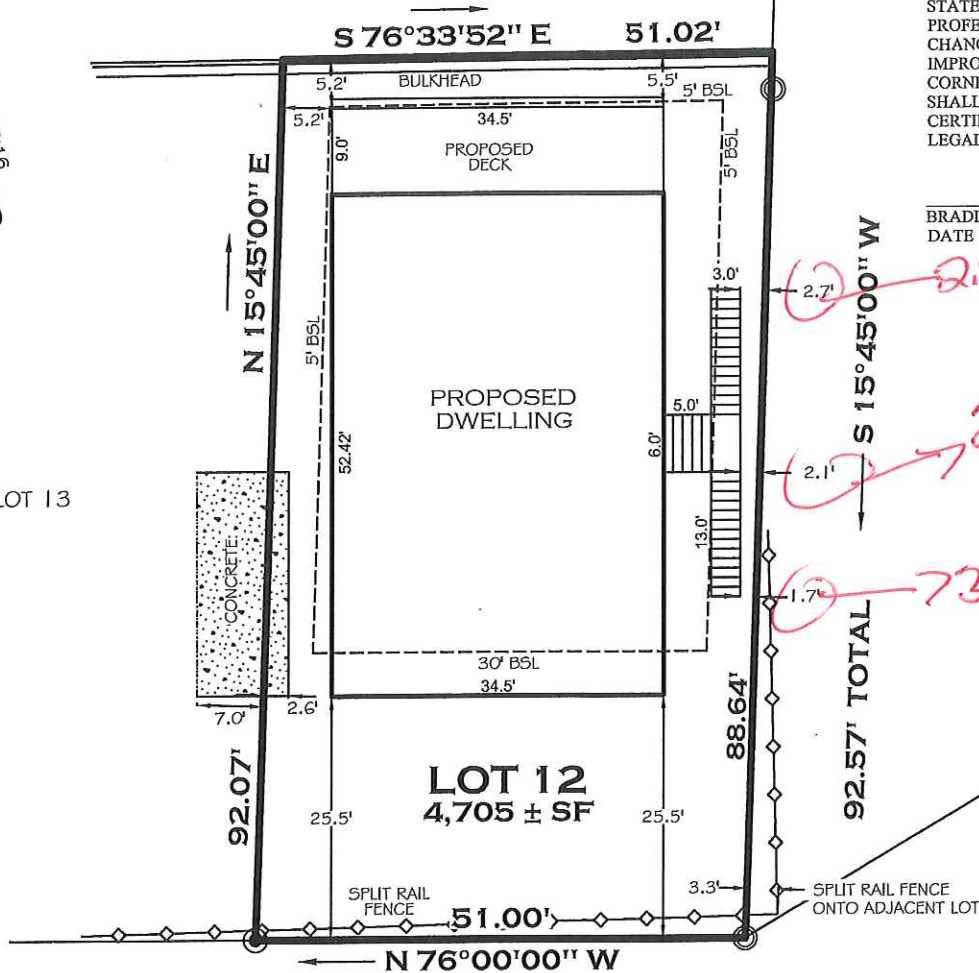 STATE
PROFE
CHANG
IMPRO
CORNE
SHALL
CERTIF
LEGAL
BRADL
DATE
S 76°33'52" E 51.02'
5.2' BULKHEAD 5.5'
5' BSL
5.2' 34.5'
9.0' PROPOSED
DECK
5' BSL
N 15°45'00" E
S 15°45'00" W
3.0'
2.7'
5' BSL
PROPOSED
DWELLING
5.0'
52.42'
6.0'
2.1'
LOT 13
CONCRETE
13.0'
1.7'
73
30' BSL
34.5'
7.0' 2.6'
92.07'
88.64'
92.57' TOTAL
LOT 12
4,705 ± SF
25.5' 25.5'
SPLIT RAIL
FENCE
3.3'
SPLIT RAIL FENCE
ONTO ADJACENT LOT
51.00'
N 76°00'00" W